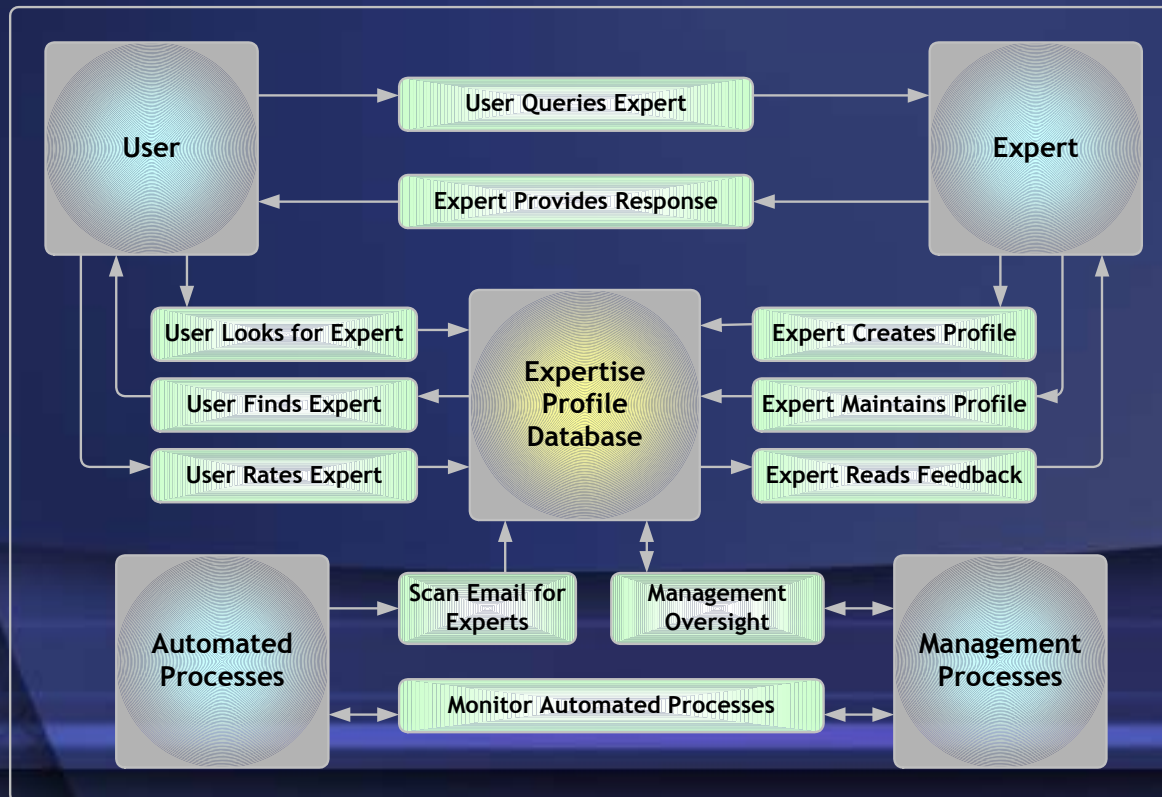 User Queries Expert
User
Expert
Expert Provides Response
User Looks for Expert
Expert Creates Profile
Expertise
Profile
Database
User Finds Expert
Expert Maintains Profile
User Rates Expert
Expert Reads Feedback
Scan Email for
Experts
Management
Oversight
Automated
Processes
Management
Processes
Monitor Automated Processes